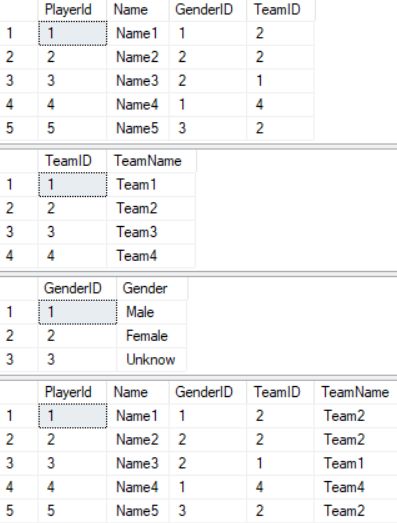 PlayerId Name GenderID TeamID
1 1 Name1 1 2
2 2 Name2 2 2
3 3 Name3 2 1
4 4 Name4 1 4
5 5 Name5 3 2
TeamID TeamName
1 1 Team1
2 2 Team2
3 3 Team3
4 4 Team4
GenderID Gender
1 1 Male
2 2 Female
3 3 Unknow
PlayerId Name GenderID TeamID TeamName
1 1 Name1 1 2 Team2
2 2 Name2 2 2 Team2
3 3 Name3 2 1 Team1
4 4 Name4 1 4 Team4
5 5 Name5 3 2 Team2